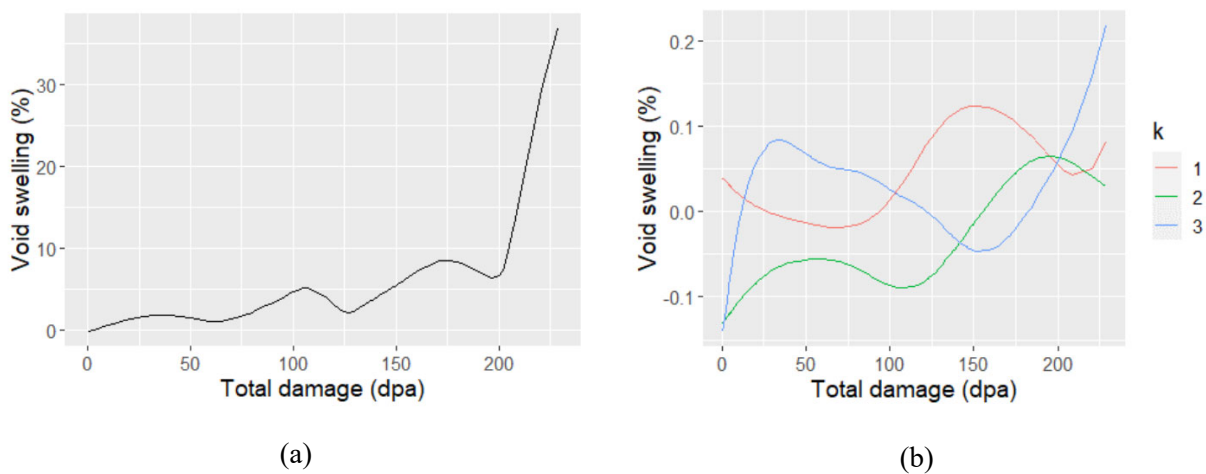 Void swelling (%)
30
20
10
0
0 50 100 150 200
Total damage (dpa)
(a)
Void swelling (%)
0.2
0.1
0.0
-0.1
0 50 100 150 200
Total damage (dpa)
k
1
2
3
(b)